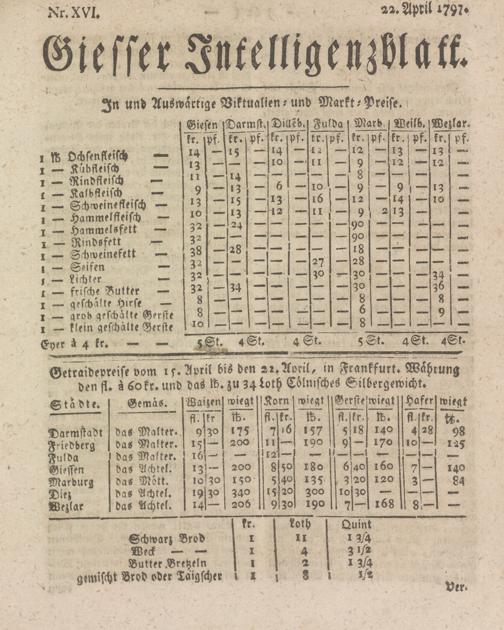 Nr. XVI. 22. April 1797.
Giesser Intelligenzblatt.
In und Auswärtige Viktualien- und Markt-Preise.
Giesen Darmst. Dilleb. Fulda Marb. Weilb. Wezlar.
kr. pf. kr. pf. kr. pf. kr. pf. kr. pf. kr. pf. kr. pf.
1 lb Ochsenfleisch — 14 — 15 — 14 — 12 — 12 — 13 — 13 —
1 — Kühfleisch 13 — — 10 — 11 — 9 — 12 — 12 —
1 — Rindfleisch 11 — 14 — — — 8 — — —
1 — Kalbfleisch — 9 — 13 — 6 — 10 — 9 — 9 — 13 —
1 — Schweinefleisch 13 — 15 — 13 — 16 — 12 — 14 — 10 —
1 — Hammelfleisch 10 — 13 — 12 — 11 — 9 2 13 —
1 — Hammelsfett — 32 — 24 — — — 90 — — —
1 — Rindsfett — 32 — — — — 90 — — —
1 — Schweinefett — 38 — 28 — — — 18 — — —
1 — Seifen — 32 — — — 27 — 28 — — —
1 — Lichter — 32 — — — 30 — 30 — — 34 —
1 — frische Butter — 32 — 34 — — — 30 — — 36 —
1 — geschälte Hirse — 8 — — — — 8 — — 8 —
1 — grob geschälte Gerste 8 — — — — 6 — — 8 —
1 — klein geschälte Gerste 10 — — — — 8 — — 9 —
Eyer à 4 kr. — — 5 St. 4 St. 4 St. 4 St. 5 St. 4 St. 4 St.
Getraidepreise vom 15. April bis den 22. April, in Frankfurt. Währung
den fl. à 60 kr. und das lb. zu 34 Loth Cölnisches Silbergewicht.
Städte. Gemäs. Waizen wiegt Korn wiegt Gerste wiegt Hafer wiegt
fl. kr lb. fl. kr. lb. fl. kr. lb. fl. kr. lb.
Darmstadt das Malter. 9 30 175 7 16 157 5 18 140 4 28 98
Friedberg das Malter. 15 — 200 11 — 190 9 — 170 10 — 125
Fulda das Malter. 16 — — 12 — — — — — —
Giessen das Achtel. 13 — 200 8 50 180 6 40 160 7 — 140
Marburg das Mött. 10 30 150 5 40 135 3 20 120 3 — 84
Diez das Achtel. 19 30 340 15 20 300 10 30 — — —
Wezlar das Achtel. 14 — 206 9 30 190 7 — 168 8 — —
kr. Loth Quint
Schwarz Brod 1 11 1 3/4
Weck — — 1 4 3 1/2
Butter Bretzeln 1 2 1 3/4
gemischt Brod oder Taigscher 1 8 1/2
Ver.